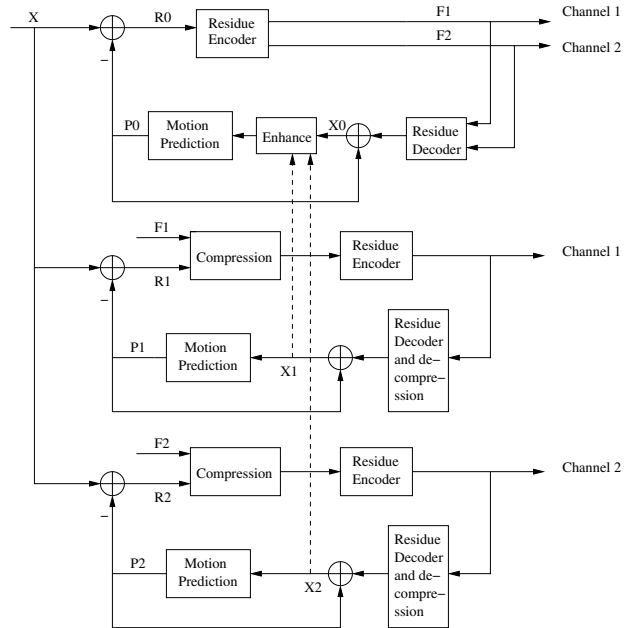 X
R0
Residue
Encoder
F1
Channel 1
F2
Channel 2
−
P0
Motion
Prediction
Enhance
X0
Residue
Decoder
F1
Compression
Residue
Encoder
Channel 1
R1
−
P1
Motion
Prediction
X1
Residue
Decoder
and de−
compre−
ssion
F2
Compression
Residue
Encoder
Channel 2
R2
−
P2
Motion
Prediction
X2
Residue
Decoder
and de−
compre−
ssion